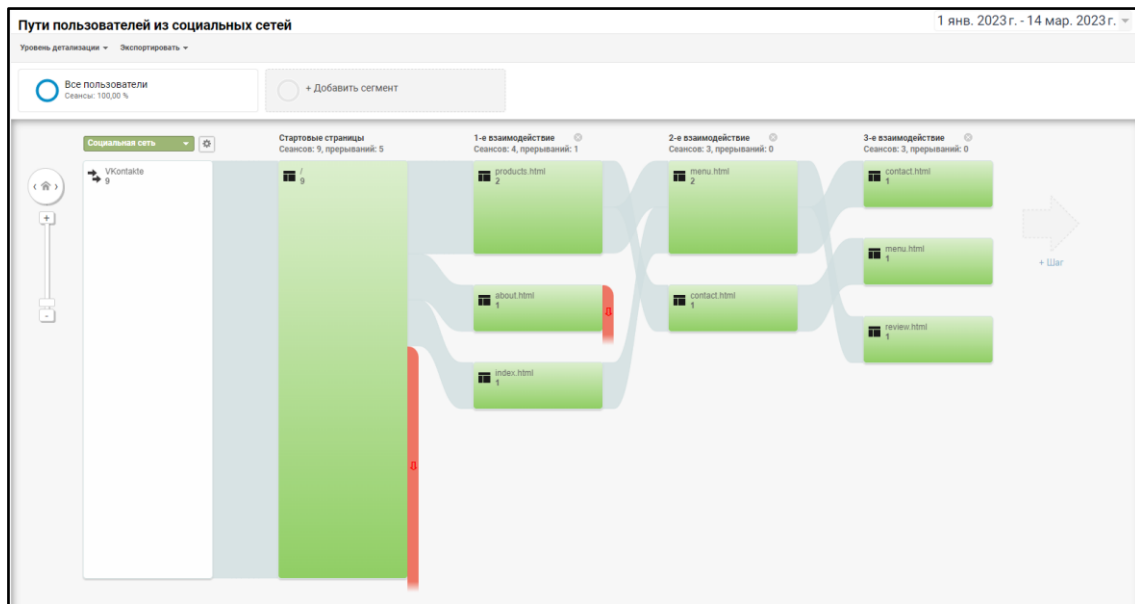 Пути пользователей из социальных сетей
1 янв. 2023 г. - 14 мар. 2023 г.
Уровень детализации Экспортировать
Все пользователи
Сеансы: 100,00 %
+ Добавить сегмент
Социальная сеть
Стартовые страницы
Сеансов: 9, прерываний: 5
1-е взаимодействие
Сеансов: 4, прерываний: 1
2-е взаимодействие
Сеансов: 3, прерываний: 0
3-е взаимодействие
Сеансов: 3, прерываний: 0
VKontakte
9
/
9
products.html
2
menu.html
2
contact.html
1
menu.html
1
+ Шаг
about.html
1
contact.html
1
review.html
1
index.html
1